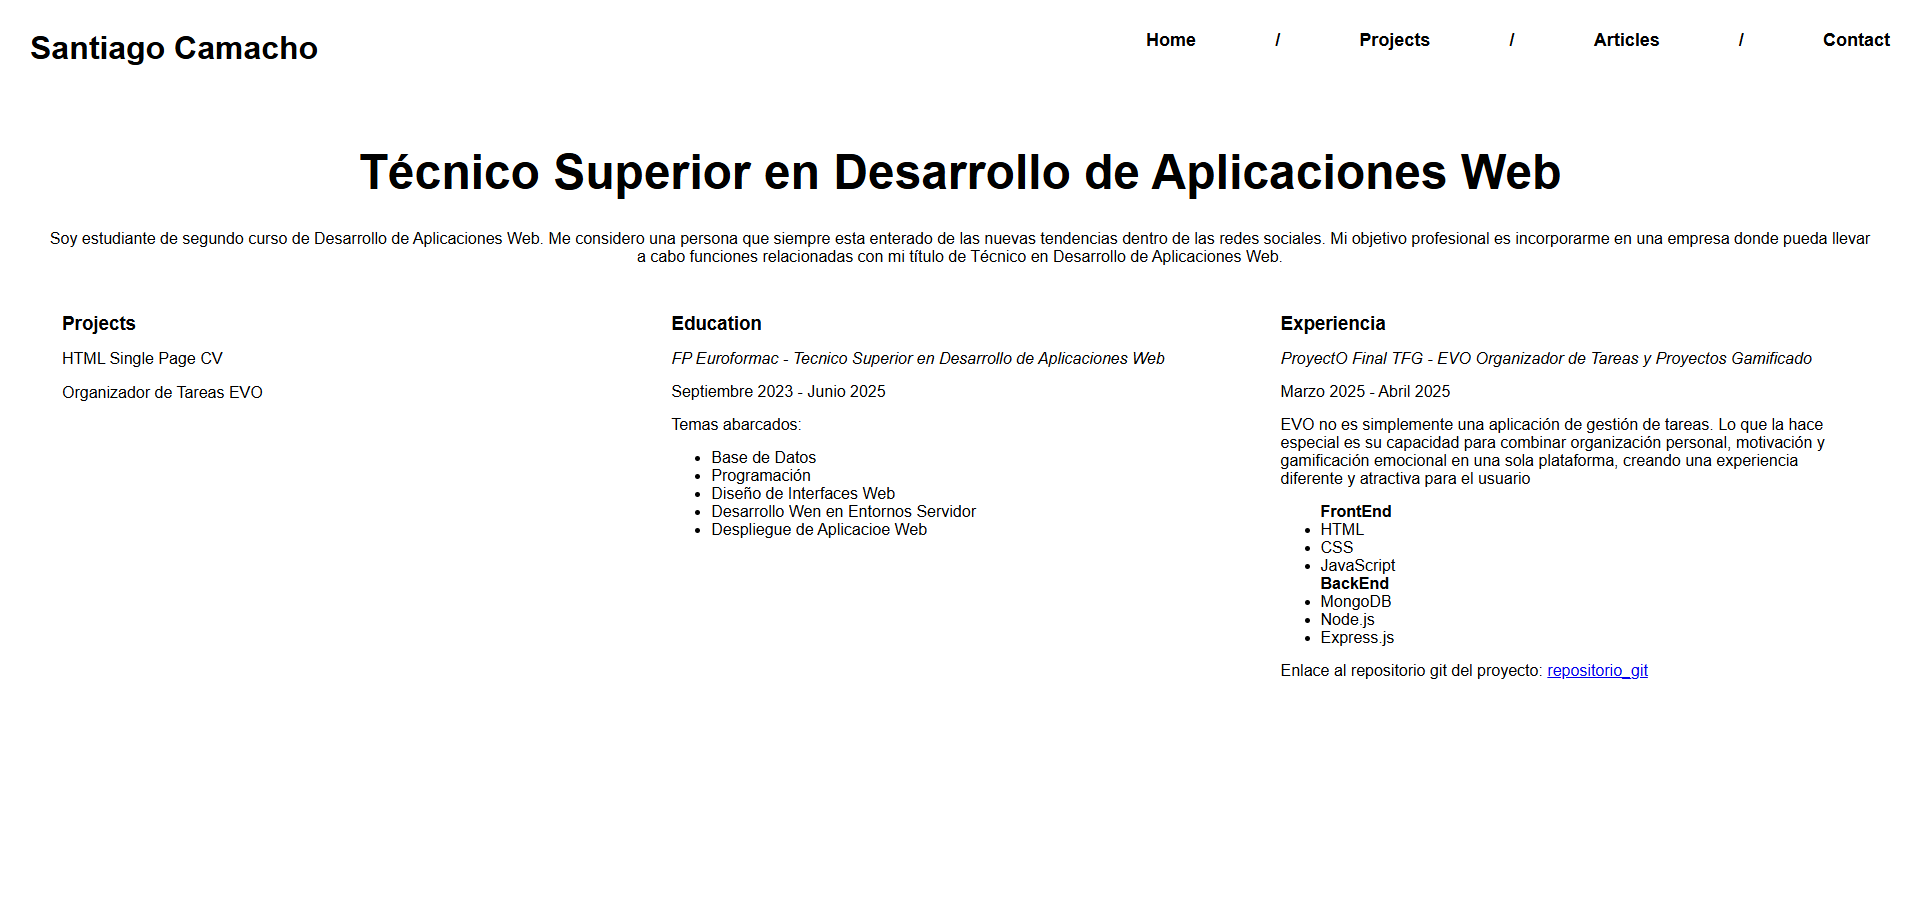 Santiago Camacho
Home / Projects / Articles / Contact
Técnico Superior en Desarrollo de Aplicaciones Web
Soy estudiante de segundo curso de Desarrollo de Aplicaciones Web. Me considero una persona que siempre esta enterado de las nuevas tendencias dentro de las redes sociales. Mi objetivo profesional es incorporarme en una empresa donde pueda llevar
a cabo funciones relacionadas con mi título de Técnico en Desarrollo de Aplicaciones Web.
Projects
HTML Single Page CV
Organizador de Tareas EVO
Education
FP Euroformac - Tecnico Superior en Desarrollo de Aplicaciones Web
Septiembre 2023 - Junio 2025
Temas abarcados:
• Base de Datos
• Programación
• Diseño de Interfaces Web
• Desarrollo Wen en Entornos Servidor
• Despliegue de Aplicacioe Web
Experiencia
ProyectO Final TFG - EVO Organizador de Tareas y Proyectos Gamificado
Marzo 2025 - Abril 2025
EVO no es simplemente una aplicación de gestión de tareas. Lo que la hace
especial es su capacidad para combinar organización personal, motivación y
gamificación emocional en una sola plataforma, creando una experiencia
diferente y atractiva para el usuario
FrontEnd
• HTML
• CSS
• JavaScript
BackEnd
• MongoDB
• Node.js
• Express.js
Enlace al repositorio git del proyecto: repositorio_git